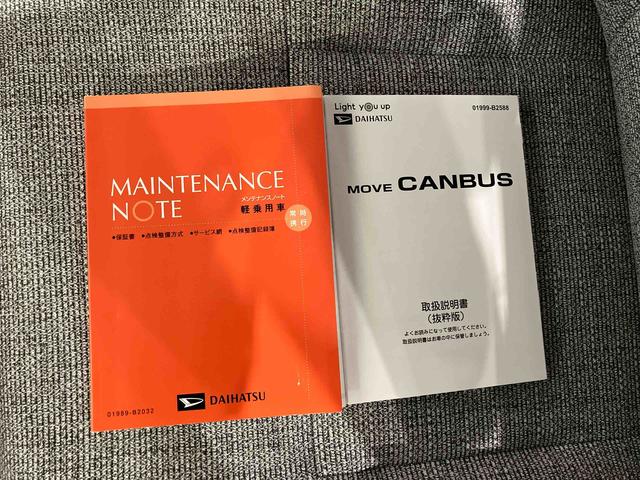 MAINTENANCE
NOTE
メンテナンスノート
軽乗用車
常時
携行
●保証書 ●点検整備方式 ●サービス網 ●点検整備記録簿
DAIHATSU
01989-B2032
Light you up
DAIHATSU
01999-B2588
MOVE CANBUS
取扱説明書
(抜粋版)
よくお読みになって使用してください。
取扱説明書はお車の中に保管しましょう。